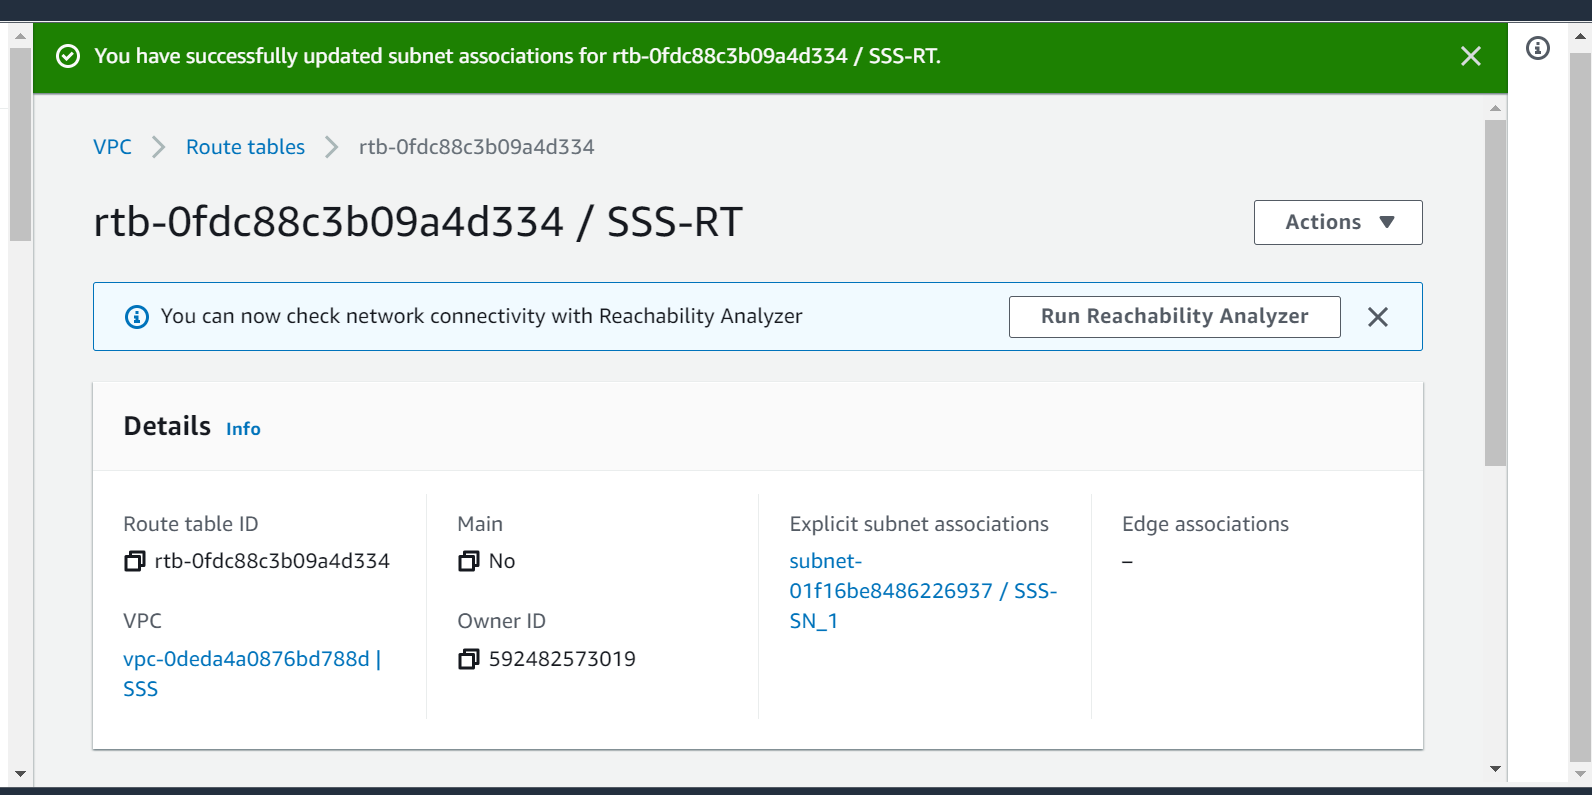 You have successfully updated subnet associations for rtb-0fdc88c3b09a4d334 / SSS-RT.
VPC
Route tables
rtb-0fdc88c3b09a4d334
rtb-0fdc88c3b09a4d334 / SSS-RT
Actions
You can now check network connectivity with Reachability Analyzer
Run Reachability Analyzer
Details Info
Route table ID
rtb-0fdc88c3b09a4d334
Main
No
Explicit subnet associations
subnet-
01f16be8486226937 / SSS-
SN_1
Edge associations
–
VPC
vpc-0deda4a0876bd788d |
SSS
Owner ID
592482573019